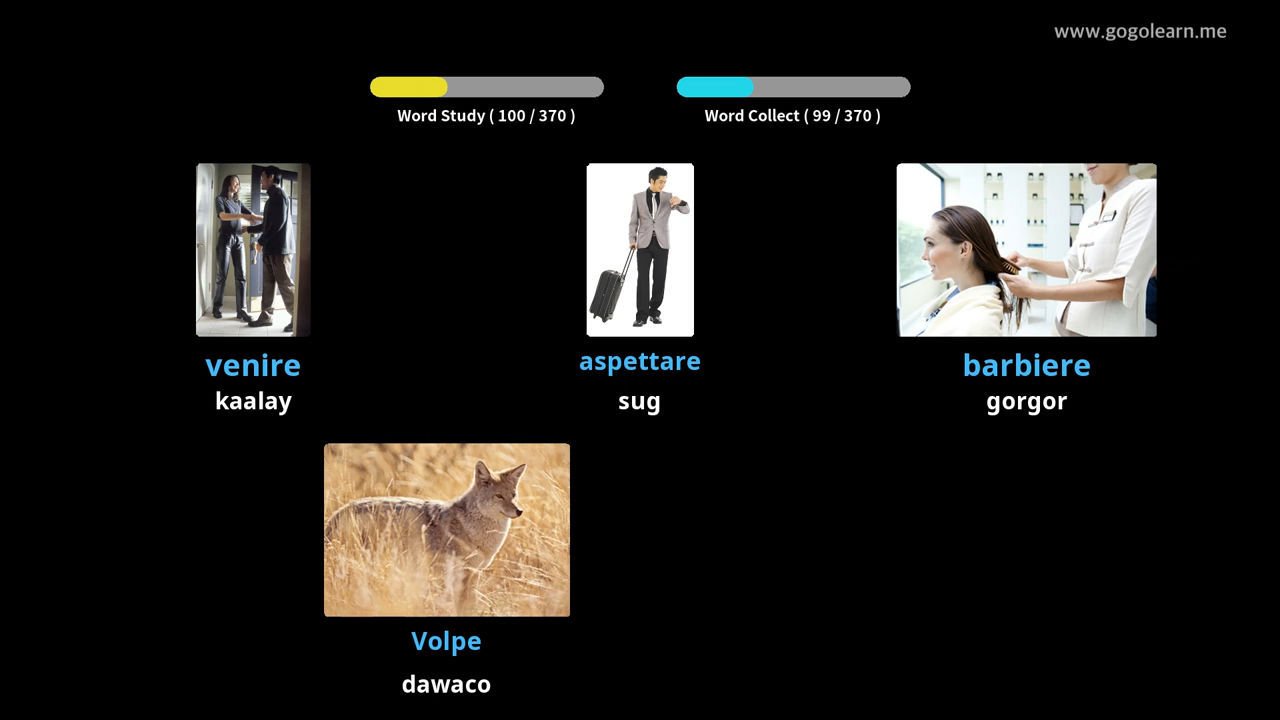 www.gogolearn.me
Word Study ( 100 / 370 )
Word Collect ( 99 / 370 )
venire
kaalay
aspettare
sug
barbiere
gorgor
Volpe
dawaco